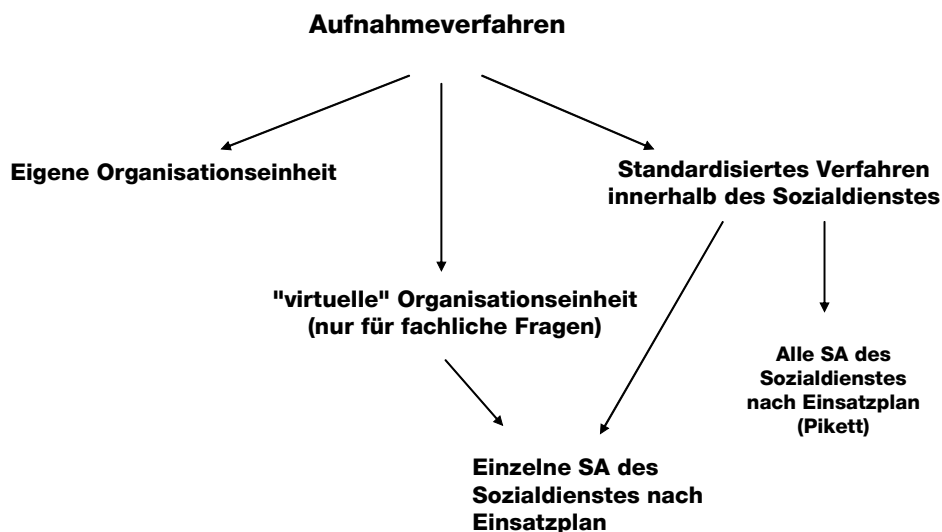 Aufnahmeverfahren
Eigene Organisationseinheit
Standardisiertes Verfahren
innerhalb des Sozialdienstes
"virtuelle" Organisationseinheit
(nur für fachliche Fragen)
Alle SA des
Sozialdienstes
nach Einsatzplan
(Pikett)
Einzelne SA des
Sozialdienstes nach
Einsatzplan